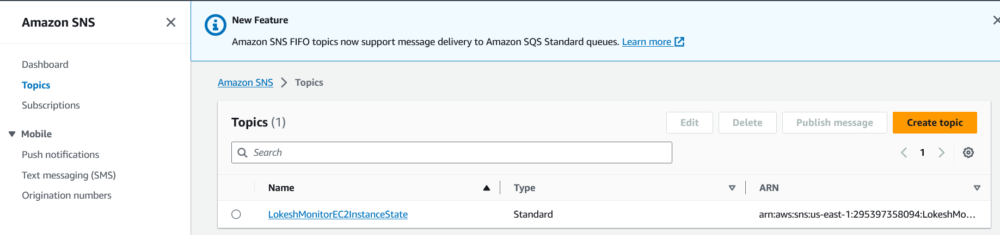 Amazon SNS
Dashboard
Topics
Subscriptions
Mobile
Push notifications
Text messaging (SMS)
Origination numbers
New Feature
Amazon SNS FIFO topics now support message delivery to Amazon SQS Standard queues. Learn more
Amazon SNS Topics
Topics (1)
Edit Delete Publish message Create topic
Search
1
Name Type ARN
LokeshMonitorEC2InstanceState Standard arn:aws:sns:us-east-1:295397358094:LokeshMo...